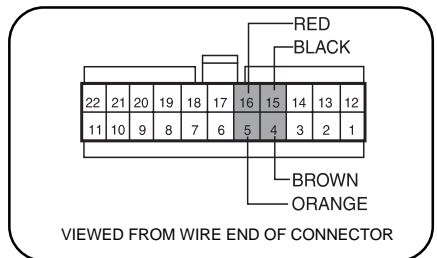 RED
BLACK
22 21 20 19 18 17 16 15 14 13 12
11 10 9 8 7 6 5 4 3 2 1
BROWN
ORANGE
VIEWED FROM WIRE END OF CONNECTOR